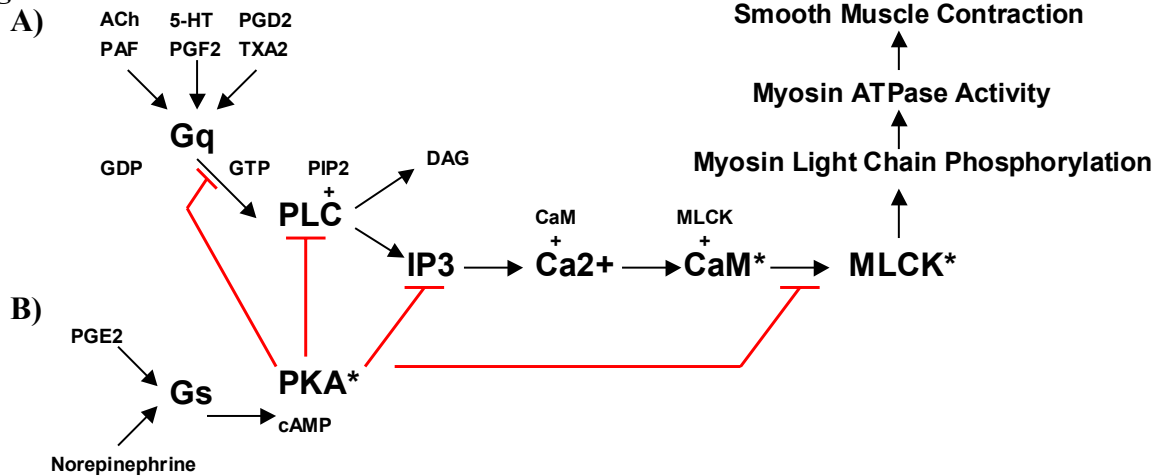 A)
ACh 5-HT PGD2
PAF PGF2 TXA2
Gq
GDP GTP PIP2 DAG
+
PLC
CaM MLCK
+ +
IP3 Ca2+ CaM* MLCK*
Smooth Muscle Contraction
Myosin ATPase Activity
Myosin Light Chain Phosphorylation
B)
PGE2
Gs PKA*
cAMP
Norepinephrine